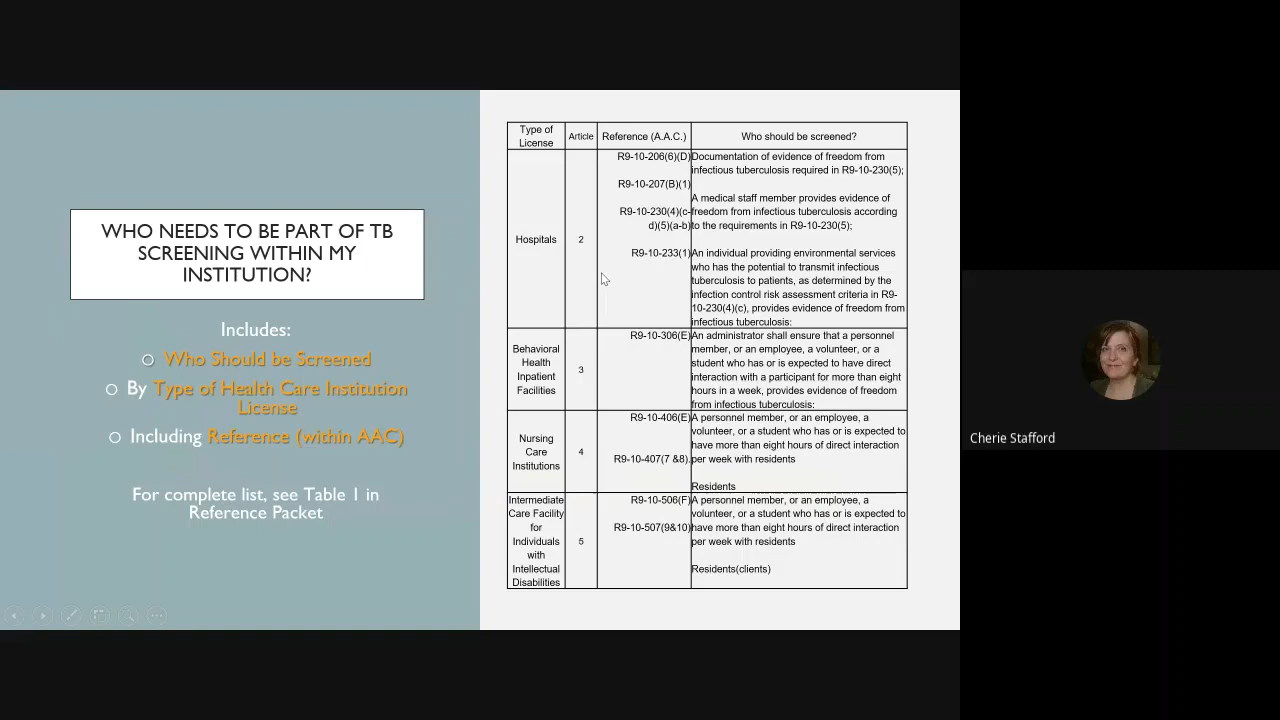 WHO NEEDS TO BE PART OF TB
SCREENING WITHIN MY
INSTITUTION?
Includes:
Who Should be Screened
By Type of Health Care Institution
License
Including Reference (within AAC)
For complete list, see Table 1 in
Reference Packet
Type of
License
Article
Reference (A.A.C.)
Who should be screened?
Hospitals
2
R9-10-206(6)(D)
R9-10-207(B)(1)
R9-10-230(4)(c-
d)(5)(a-b)
R9-10-233(1)
Documentation of evidence of freedom from
infectious tuberculosis required in R9-10-230(5);
A medical staff member provides evidence of
freedom from infectious tuberculosis according
to the requirements in R9-10-230(5);
An individual providing environmental services
who has the potential to transmit infectious
tuberculosis to patients, as determined by the
infection control risk assessment criteria in R9-
10-230(4)(c), provides evidence of freedom from
infectious tuberculosis:
Behavioral
Health
Inpatient
Facilities
3
R9-10-306(E)
An administrator shall ensure that a personnel
member, or an employee, a volunteer, or a
student who has or is expected to have direct
interaction with a participant for more than eight
hours in a week, provides evidence of freedom
from infectious tuberculosis:
Nursing
Care
Institutions
4
R9-10-406(E)
R9-10-407(7 &8).
A personnel member, or an employee, a
volunteer, or a student who has or is expected to
have more than eight hours of direct interaction
per week with residents
Residents
Intermediate
Care Facility
for
Individuals
with
Intellectual
Disabilities
5
R9-10-506(F)
R9-10-507(9&10)
A personnel member, or an employee, a
volunteer, or a student who has or is expected to
have more than eight hours of direct interaction
per week with residents
Residents(clients)
Cherie Stafford